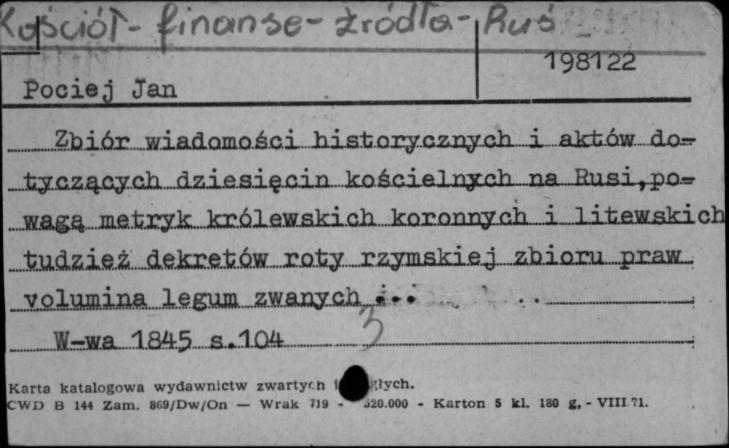 Kościół - finanse - źródła - Ruś -
198122
Pociej Jan
Zbiór wiadomości historycznych i aktów do=
tyczących dziesięcin kościelnych na Rusi,po=
wagą metryk królewskich koronnych i litewskich
tudzież dekretów roty rzymskiej zbioru praw
volumina legum zwanych ...
W-wa 1845 s.104
3
Karta katalogowa wydawnictw zwartych i
CWD B 144 Zam. 869/Dw/On — Wrak 719 - 320.000 - Karton 5 kl. 180 g, - VIII 71.